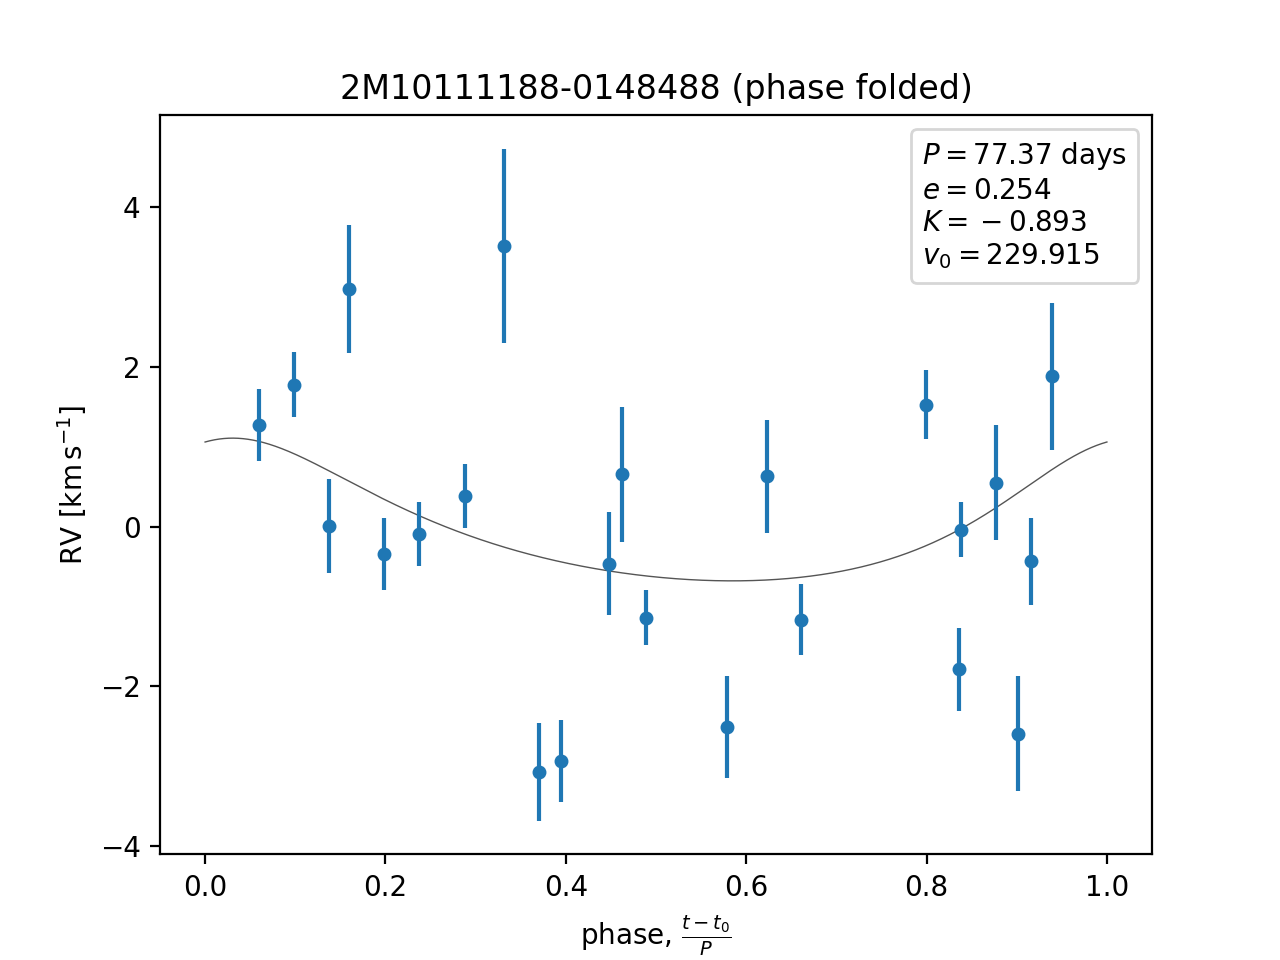 2M10111188-0148488 (phase folded)
P = 77.37 days
e = 0.254
K = −0.893
v₀ = 229.915
RV [km s⁻¹]
4
2
0
−2
−4
0.0 0.2 0.4 0.6 0.8 1.0
phase, (t − t₀)/P